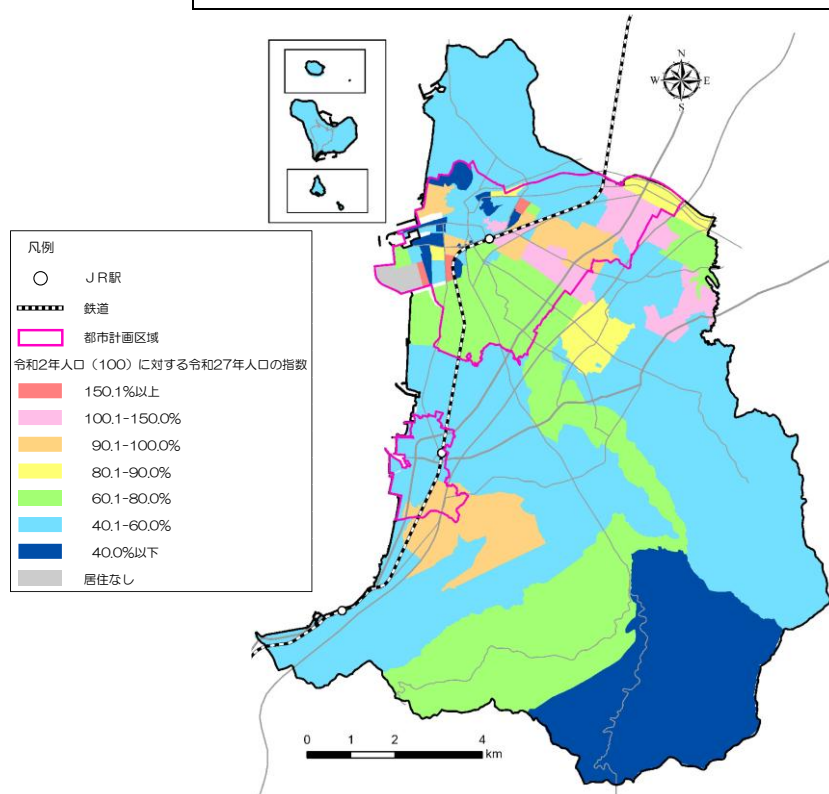 N
W E
S
凡例
JR駅
鉄道
都市計画区域
令和2年人口(100)に対する令和27年人口の指数
150.1%以上
100.1-150.0%
90.1-100.0%
80.1-90.0%
60.1-80.0%
40.1-60.0%
40.0%以下
居住なし
0 1 2 4
km